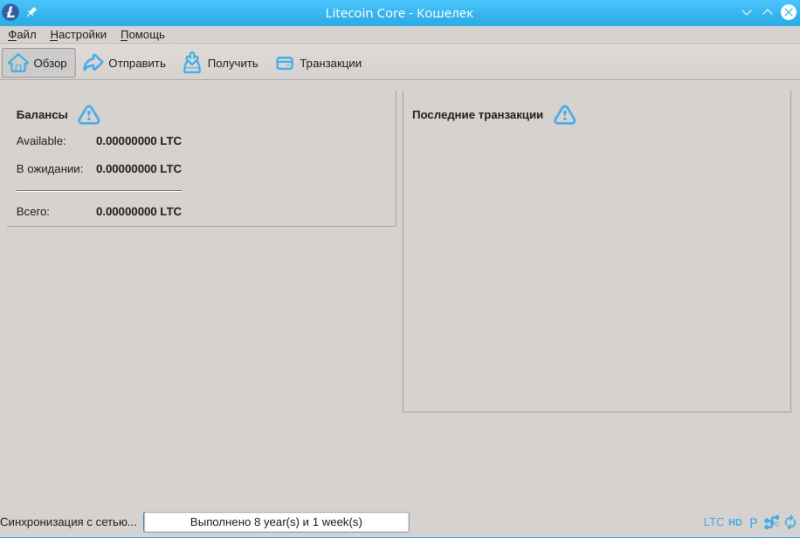 Litecoin Core - Кошелек
Файл Настройки Помощь
Обзор Отправить Получить Транзакции
Балансы
Available: 0.00000000 LTC
В ожидании: 0.00000000 LTC
Всего: 0.00000000 LTC
Последние транзакции
Синхронизация с сетью... Выполнено 8 year(s) и 1 week(s) LTC HD P